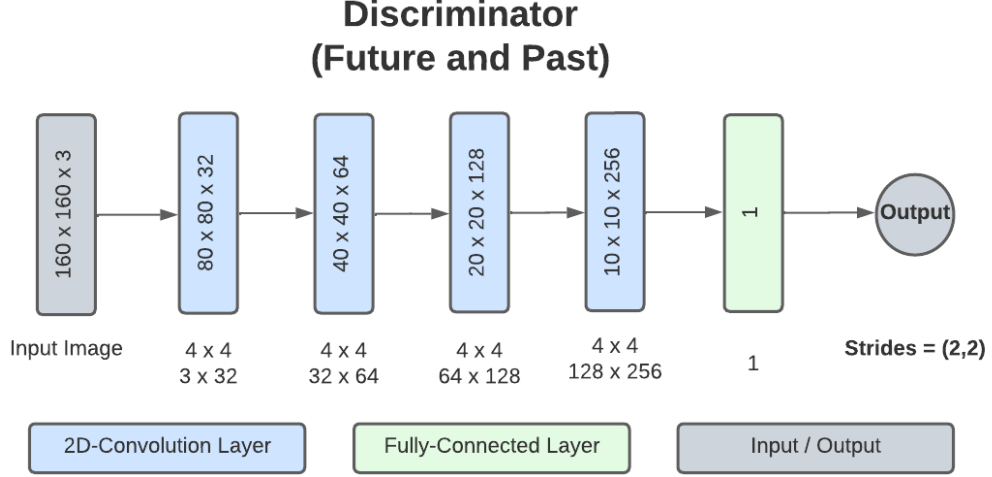 Discriminator
(Future and Past)
160 x 160 x 3
80 x 80 x 32
40 x 40 x 64
20 x 20 x 128
10 x 10 x 256
1
Output
Input Image
4 x 4
3 x 32
4 x 4
32 x 64
4 x 4
64 x 128
4 x 4
128 x 256
1
Strides = (2,2)
2D-Convolution Layer
Fully-Connected Layer
Input / Output